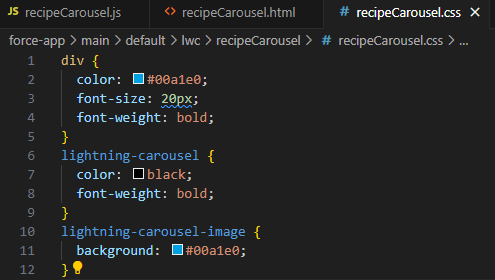 JS recipeCarousel.js <> recipeCarousel.html # recipeCarousel.css ×
force-app > main > default > lwc > recipeCarousel > # recipeCarousel.css > ...
1 div {
2 color: #00a1e0;
3 font-size: 20px;
4 font-weight: bold;
5 }
6 lightning-carousel {
7 color: black;
8 font-weight: bold;
9 }
10 lightning-carousel-image {
11 background: #00a1e0;
12 }